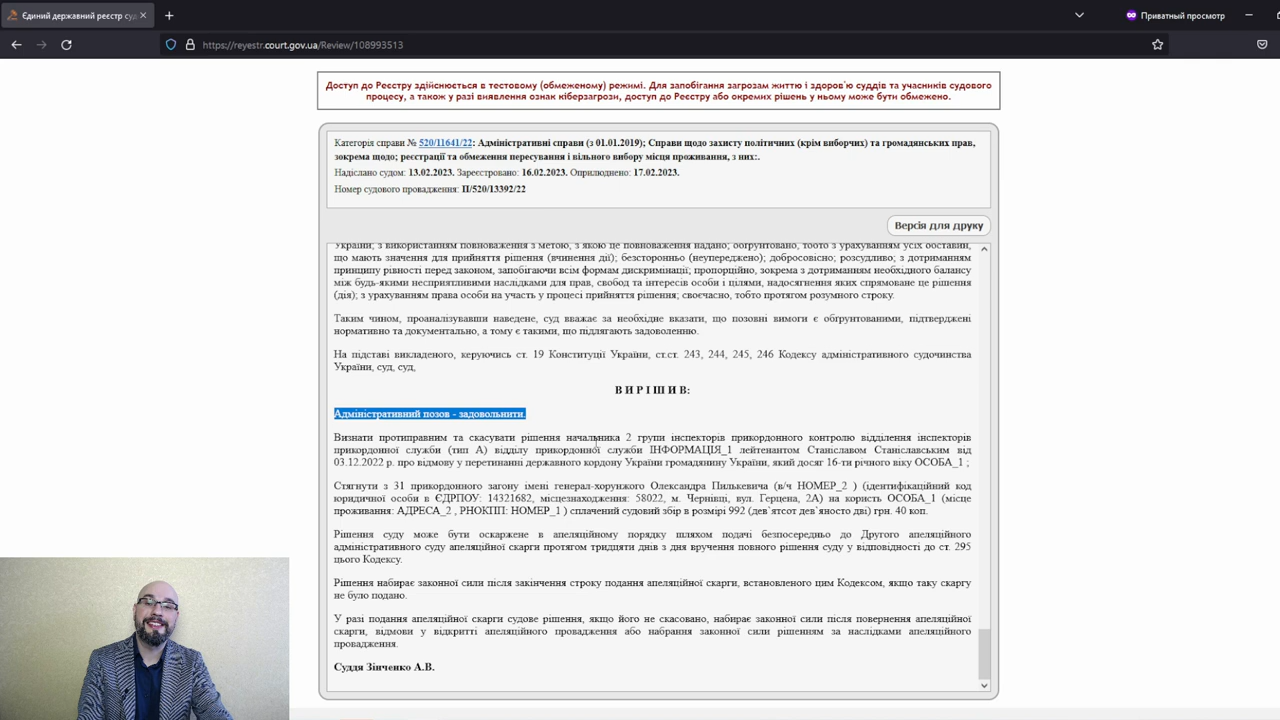 Єдиний державний реєстр суд
Приватный просмотр
https://reyestr.court.gov.ua/Review/108993513
Доступ до Реєстру здійснюється в тестовому (обмеженому) режимі. Для запобігання загрозам життю і здоров'ю суддів та учасників судового
процесу, а також у разі виявлення ознак кіберзагрози, доступ до Реєстру або окремих рішень у ньому може бути обмежено.
Категорія справи № 520/11641/22: Адміністративні справи (з 01.01.2019); Справи щодо захисту політичних (крім виборчих) та громадянських прав,
зокрема щодо; реєстрації та обмеження пересування і вільного вибору місця проживання, з них:.
Надіслано судом: 13.02.2023. Зареєстровано: 16.02.2023. Оприлюднено: 17.02.2023.
Номер судового провадження: П/520/13392/22
Версія для друку
України; з використанням повноваження з метою, з якою це повноваження надано; обґрунтовано, тобто з урахуванням усіх обставин,
що мають значення для прийняття рішення (вчинення дії); безсторонньо (неупереджено); добросовісно; розсудливо; з дотриманням
принципу рівності перед законом, запобігаючи всім формам дискримінації; пропорційно, зокрема з дотриманням необхідного балансу
між будь-якими несприятливими наслідками для прав, свобод та інтересів особи і цілями, надосягнення яких спрямоване це рішення
(дія); з урахуванням права особи на участь у процесі прийняття рішення; своєчасно, тобто протягом розумного строку.
Таким чином, проаналізувавши наведене, суд вважає за необхідне вказати, що позовні вимоги є обґрунтованими, підтверджені
нормативно та документально, а тому є такими, що підлягають задоволенню.
На підставі викладеного, керуючись ст. 19 Конституції України, ст.ст. 243, 244, 245, 246 Кодексу адміністративного судочинства
України, суд, суд,
В И Р І Ш И В:
Адміністративний позов - задовольнити.
Визнати протиправним та скасувати рішення начальника 2 групи інспекторів прикордонного контролю відділення інспекторів
прикордонної служби (тип А) відділу прикордонної служби ІНФОРМАЦІЯ_1 лейтенантом Станіславом Станіславським від
03.12.2022 р. про відмову у перетинанні державного кордону України громадянину України, який досяг 16-ти річного віку ОСОБА_1 ;
Стягнути з 31 прикордонного загону імені генерал-хорунжого Олександра Пилькевича (в/ч НОМЕР_2 ) (ідентифікаційний код
юридичної особи в ЄДРПОУ: 14321682, місцезнаходження: 58022, м. Чернівці, вул. Герцена, 2А) на користь ОСОБА_1 (місце
проживання: АДРЕСА_2 , РНОКПП: НОМЕР_1 ) сплачений судовий збір в розмірі 992 (дев`ятсот дев`яносто дві) грн. 40 коп.
Рішення суду може бути оскаржене в апеляційному порядку шляхом подачі безпосередньо до Другого апеляційного
адміністративного суду апеляційної скарги протягом тридцяти днів з дня вручення повного рішення суду у відповідності до ст. 295
цього Кодексу.
Рішення набирає законної сили після закінчення строку подання апеляційної скарги, встановленого цим Кодексом, якщо таку скаргу
не було подано.
У разі подання апеляційної скарги судове рішення, якщо його не скасовано, набирає законної сили після повернення апеляційної
скарги, відмови у відкритті апеляційного провадження або набрання законної сили рішенням за наслідками апеляційного
провадження.
Суддя Зінченко А.В.